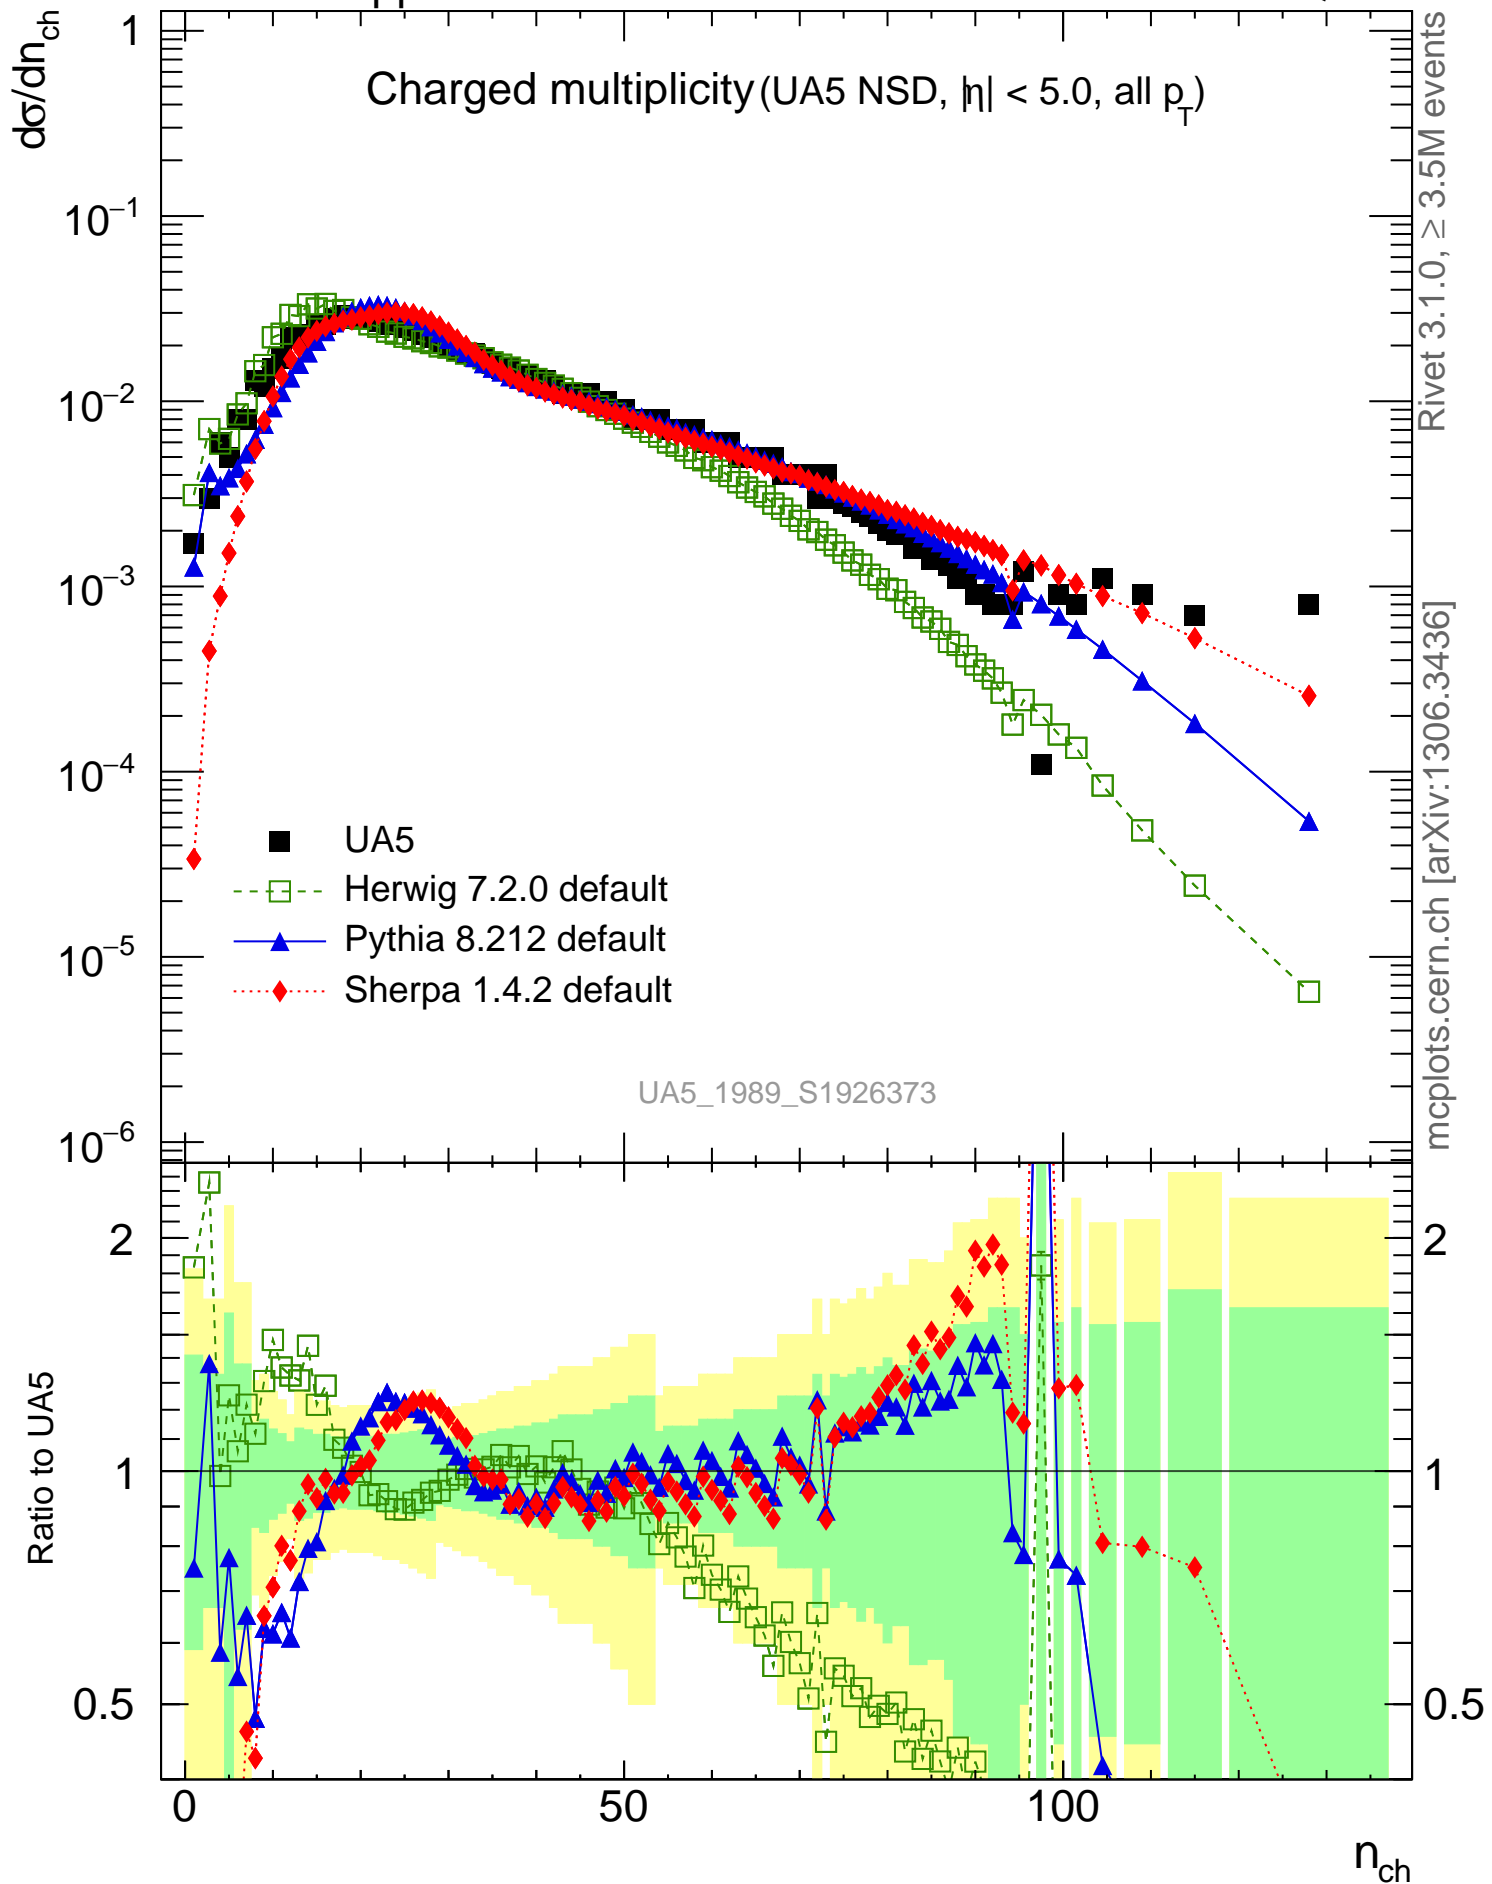 dσ/dn_ch
Charged multiplicity (UA5 NSD, |η| < 5.0, all p_T)
1
10⁻¹
10⁻²
10⁻³
10⁻⁴
10⁻⁵
10⁻⁶
UA5
Herwig 7.2.0 default
Pythia 8.212 default
Sherpa 1.4.2 default
UA5_1989_S1926373
Rivet 3.1.0, ≥ 3.5M events
mcplots.cern.ch [arXiv:1306.3436]
Ratio to UA5
2
1
0.5
2
1
0.5
0
50
100
n_ch